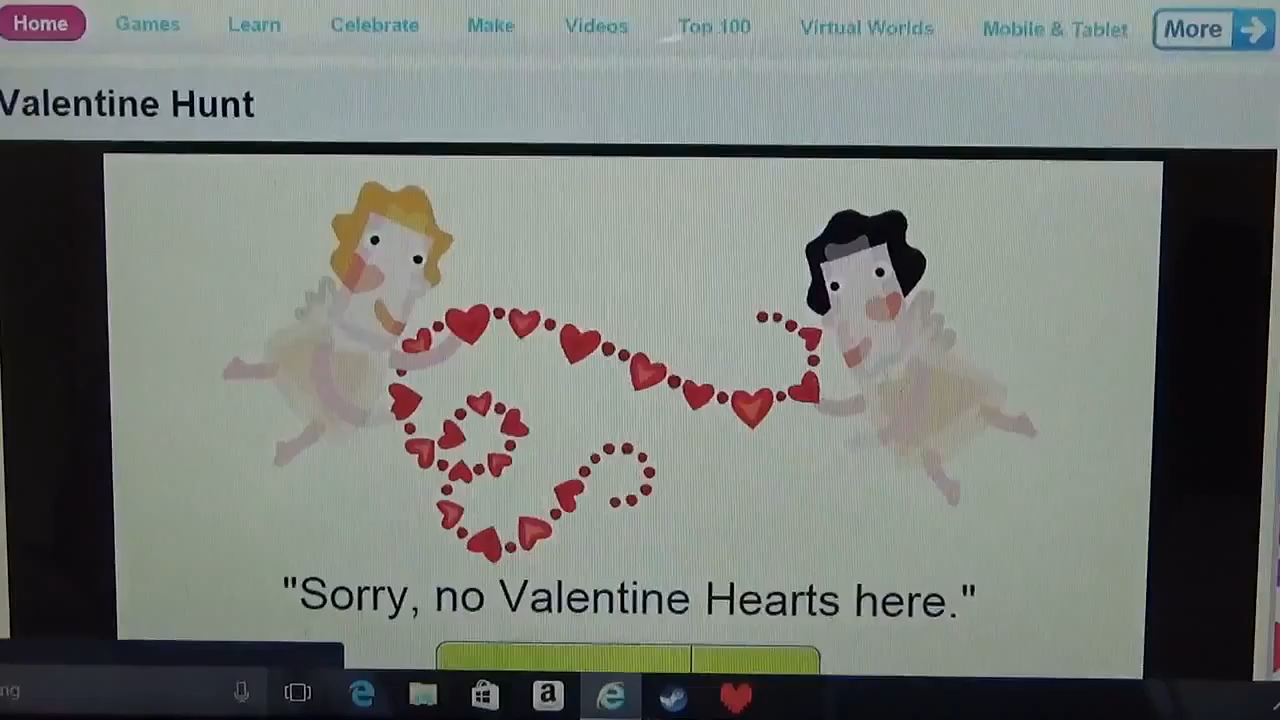 Home Games Learn Celebrate Make Videos Top 100 Virtual Worlds Mobile & Tablet More
Valentine Hunt
"Sorry, no Valentine Hearts here."
ng
a